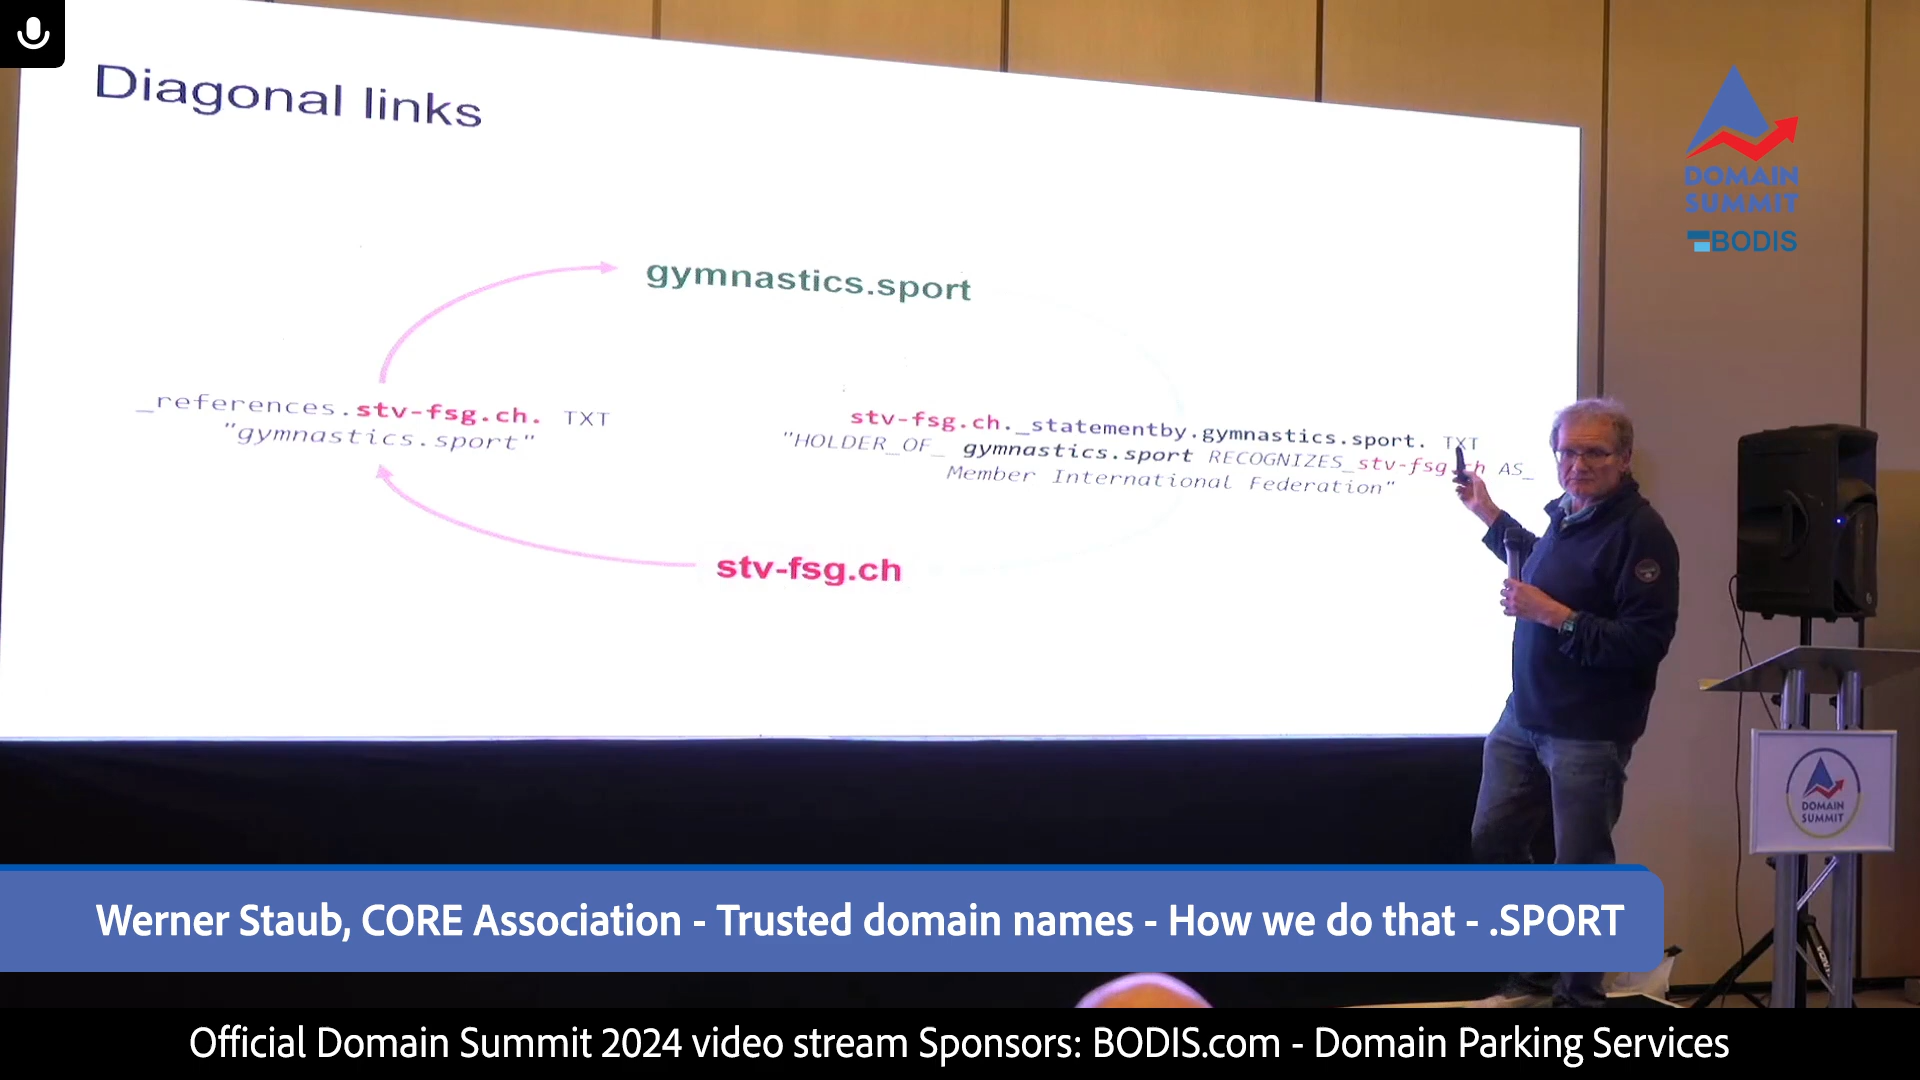 Diagonal links
gymnastics.sport
_references.stv-fsg.ch. TXT
"gymnastics.sport"
stv-fsg.ch._statementby.gymnastics.sport. TXT
"HOLDER_OF_ gymnastics.sport RECOGNIZES_stv-fsg.ch AS_
Member International Federation"
stv-fsg.ch
DOMAIN
SUMMIT
BODIS
DOMAIN
SUMMIT
Werner Staub, CORE Association - Trusted domain names - How we do that - .SPORT
Official Domain Summit 2024 video stream Sponsors: BODIS.com - Domain Parking Services